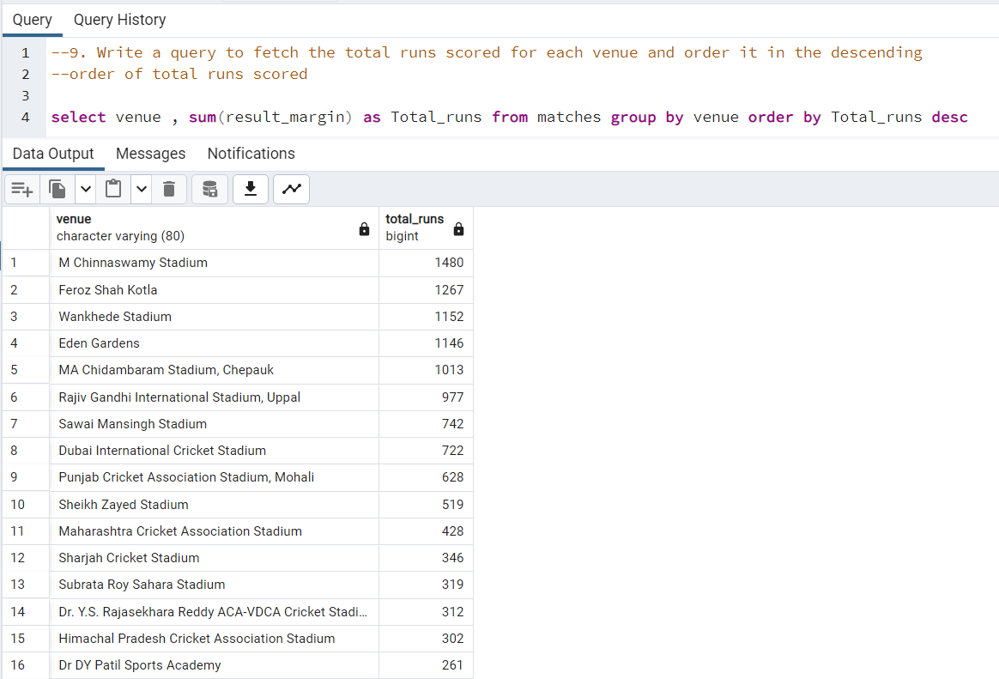 Query Query History
1 --9. Write a query to fetch the total runs scored for each venue and order it in the descending
2 --order of total runs scored
3
4 select venue , sum(result_margin) as Total_runs from matches group by venue order by Total_runs desc
Data Output Messages Notifications
venue total_runs
character varying (80) bigint
1 M Chinnaswamy Stadium 1480
2 Feroz Shah Kotla 1267
3 Wankhede Stadium 1152
4 Eden Gardens 1146
5 MA Chidambaram Stadium, Chepauk 1013
6 Rajiv Gandhi International Stadium, Uppal 977
7 Sawai Mansingh Stadium 742
8 Dubai International Cricket Stadium 722
9 Punjab Cricket Association Stadium, Mohali 628
10 Sheikh Zayed Stadium 519
11 Maharashtra Cricket Association Stadium 428
12 Sharjah Cricket Stadium 346
13 Subrata Roy Sahara Stadium 319
14 Dr. Y.S. Rajasekhara Reddy ACA-VDCA Cricket Stadi... 312
15 Himachal Pradesh Cricket Association Stadium 302
16 Dr DY Patil Sports Academy 261